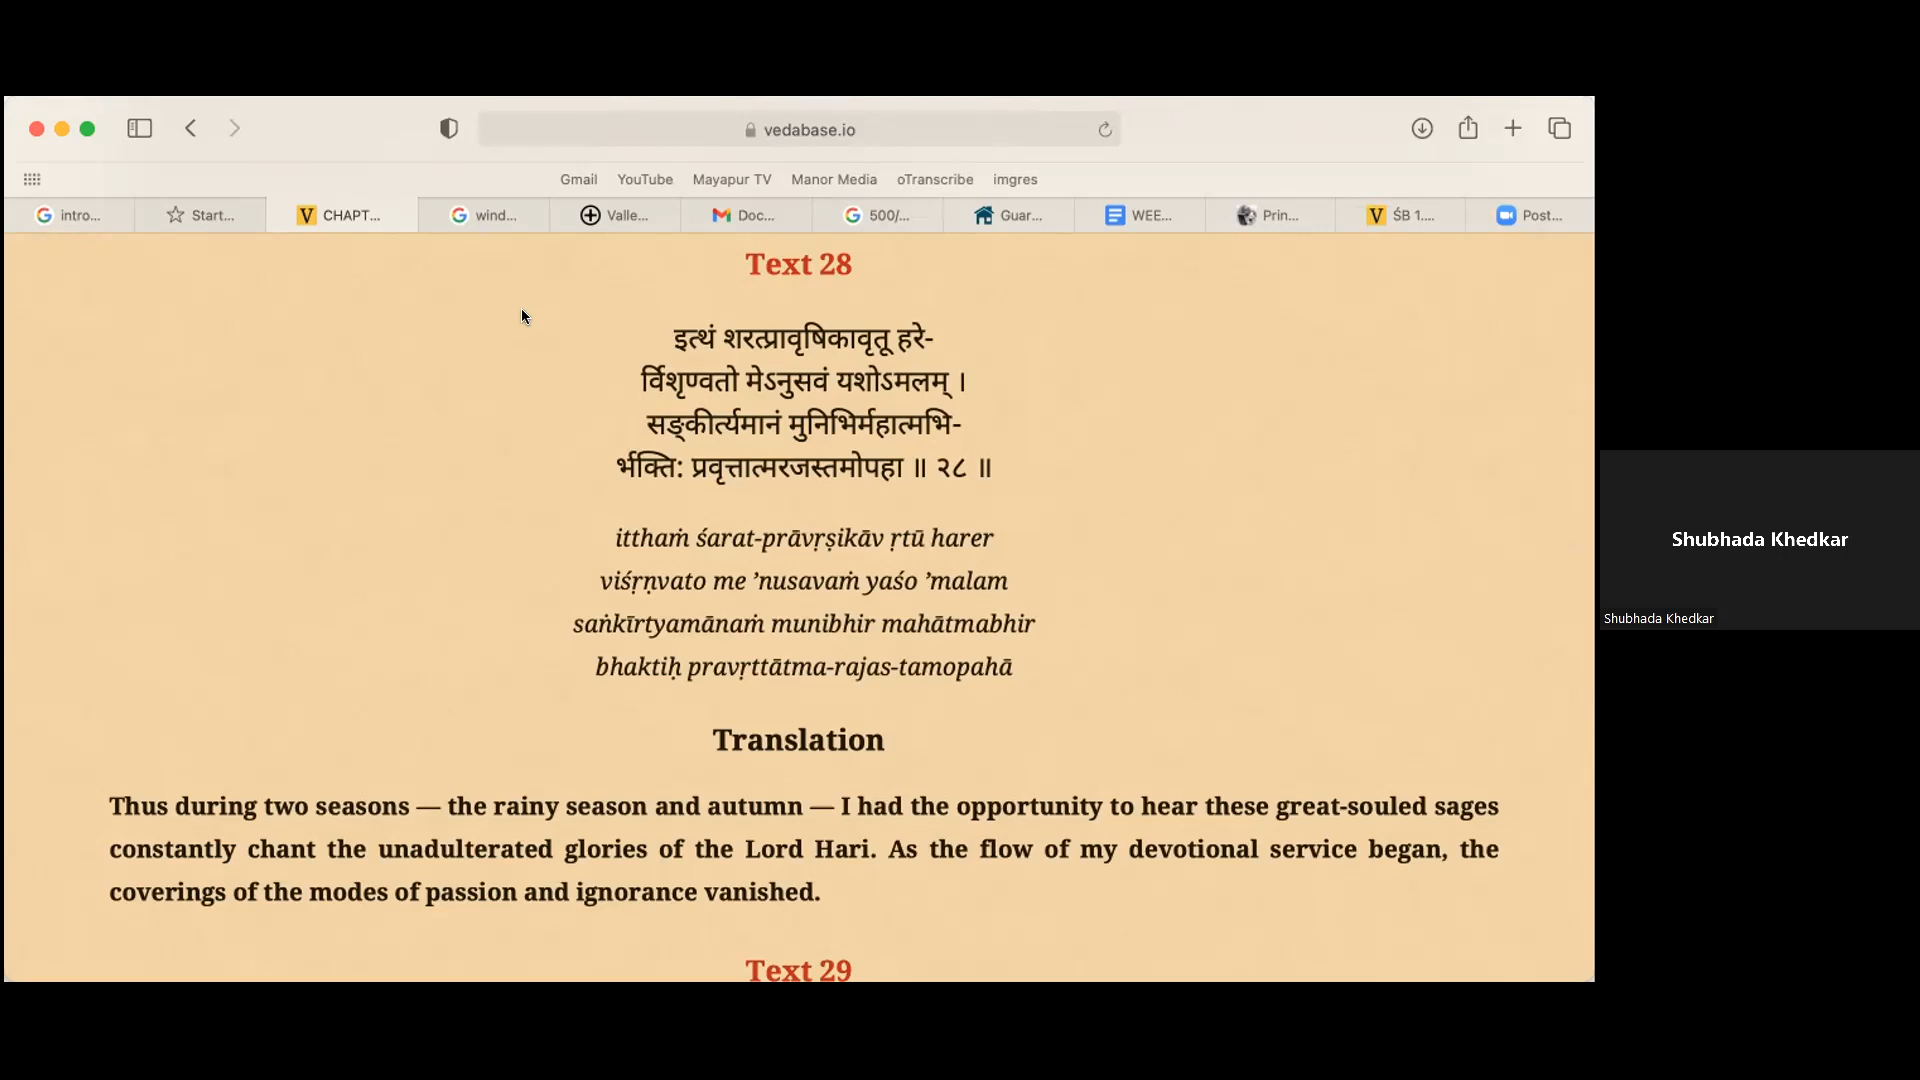 vedabase.io
Gmail YouTube Mayapur TV Manor Media oTranscribe imgres
intro... Start... CHAPT... wind... Valle... Doc... 500/... Guar... WEE... Prin... ŚB 1.... Post...
Text 28
इत्थं शरत्प्रावृषिकावृतू हरे-
र्विश‍ृण्वतो मेऽनुसवं यशोऽमलम् ।
सङ्कीर्त्यमानं मुनिभिर्महात्मभि-
र्भक्ति: प्रवृत्तात्मरजस्तमोपहा ॥ २८ ॥
itthaṁ śarat-prāvṛṣikāv ṛtū harer
viśṛṇvato me ’nusavaṁ yaśo ’malam
saṅkīrtyamānaṁ munibhir mahātmabhir
bhaktiḥ pravṛttātma-rajas-tamopahā
Translation
Thus during two seasons — the rainy season and autumn — I had the opportunity to hear these great-souled sages
constantly chant the unadulterated glories of the Lord Hari. As the flow of my devotional service began, the
coverings of the modes of passion and ignorance vanished.
Text 29
Shubhada Khedkar
Shubhada Khedkar